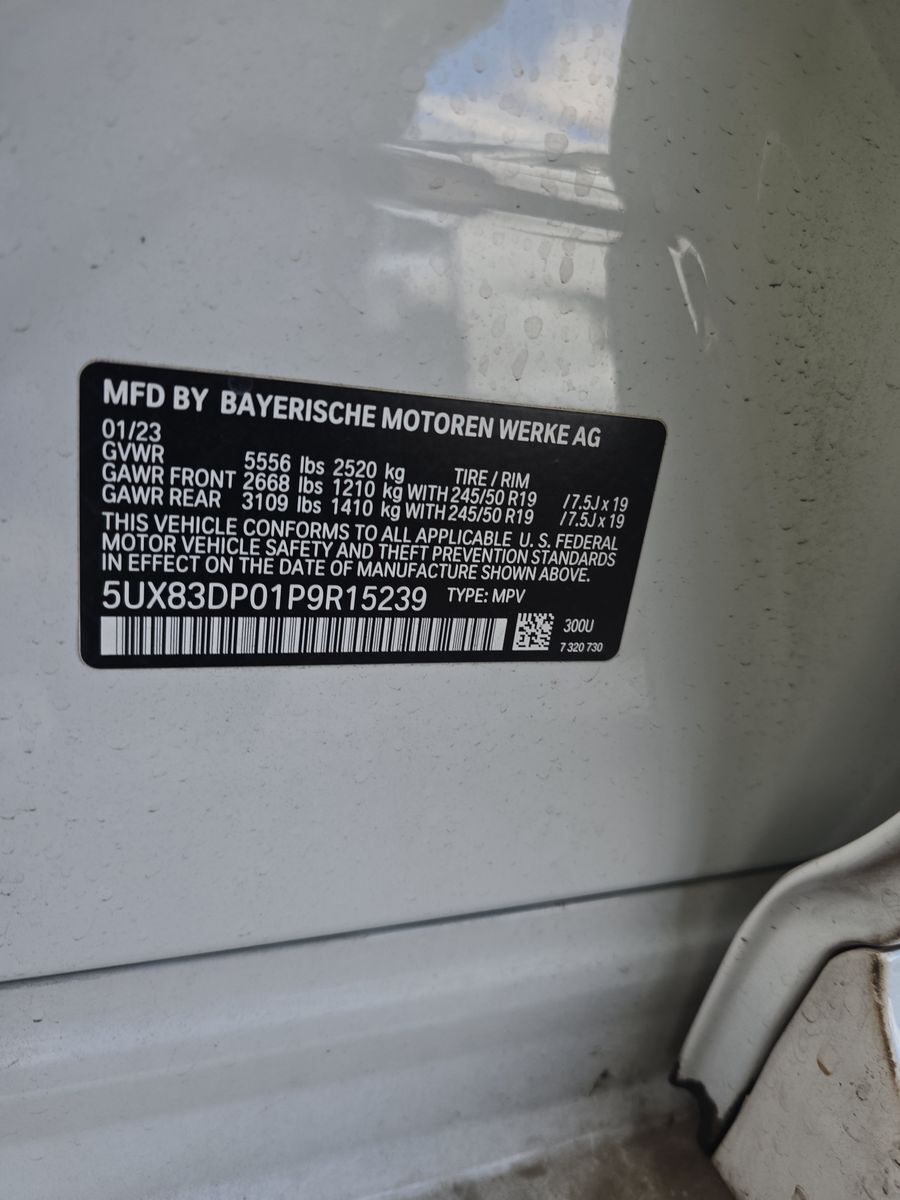 MFD BY BAYERISCHE MOTOREN WERKE AG
01/23
GVWR 5556 lbs 2520 kg TIRE / RIM
GAWR FRONT 2668 lbs 1210 kg WITH 245/50 R19 /7.5J x 19
GAWR REAR 3109 lbs 1410 kg WITH 245/50 R19 /7.5J x 19
THIS VEHICLE CONFORMS TO ALL APPLICABLE U. S. FEDERAL
MOTOR VEHICLE SAFETY AND THEFT PREVENTION STANDARDS
IN EFFECT ON THE DATE OF MANUFACTURE SHOWN ABOVE.
5UX83DP01P9R15239 TYPE: MPV
300U
7 320 730